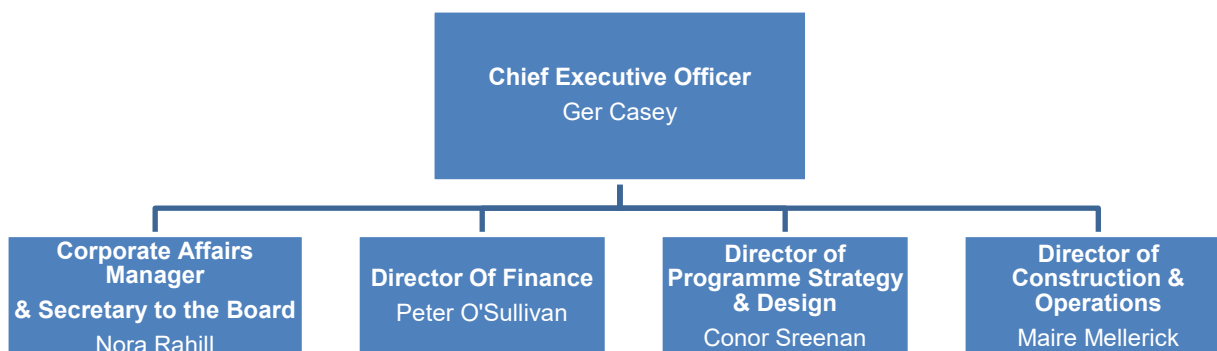 Chief Executive Officer
Ger Casey
Corporate Affairs
Manager
& Secretary to the Board
Nora Rahill
Director Of Finance
Peter O'Sullivan
Director of
Programme Strategy
& Design
Conor Sreenan
Director of
Construction &
Operations
Maire Mellerick